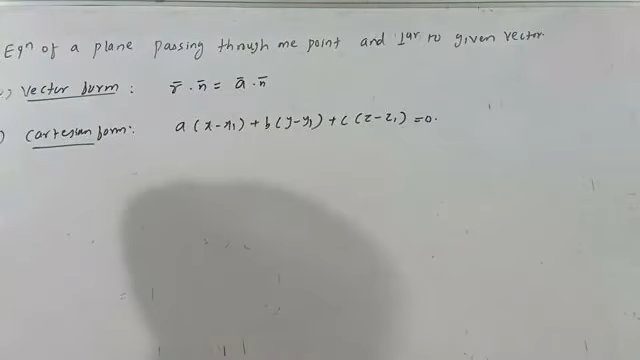 Eqn of a plane passing through one point and ⊥ar to given vector
) Vector form : r̄ . n̄ = ā . n̄
) Cartesian form : a (x - x₁) + b (y - y₁) + c (z - z₁) = 0.